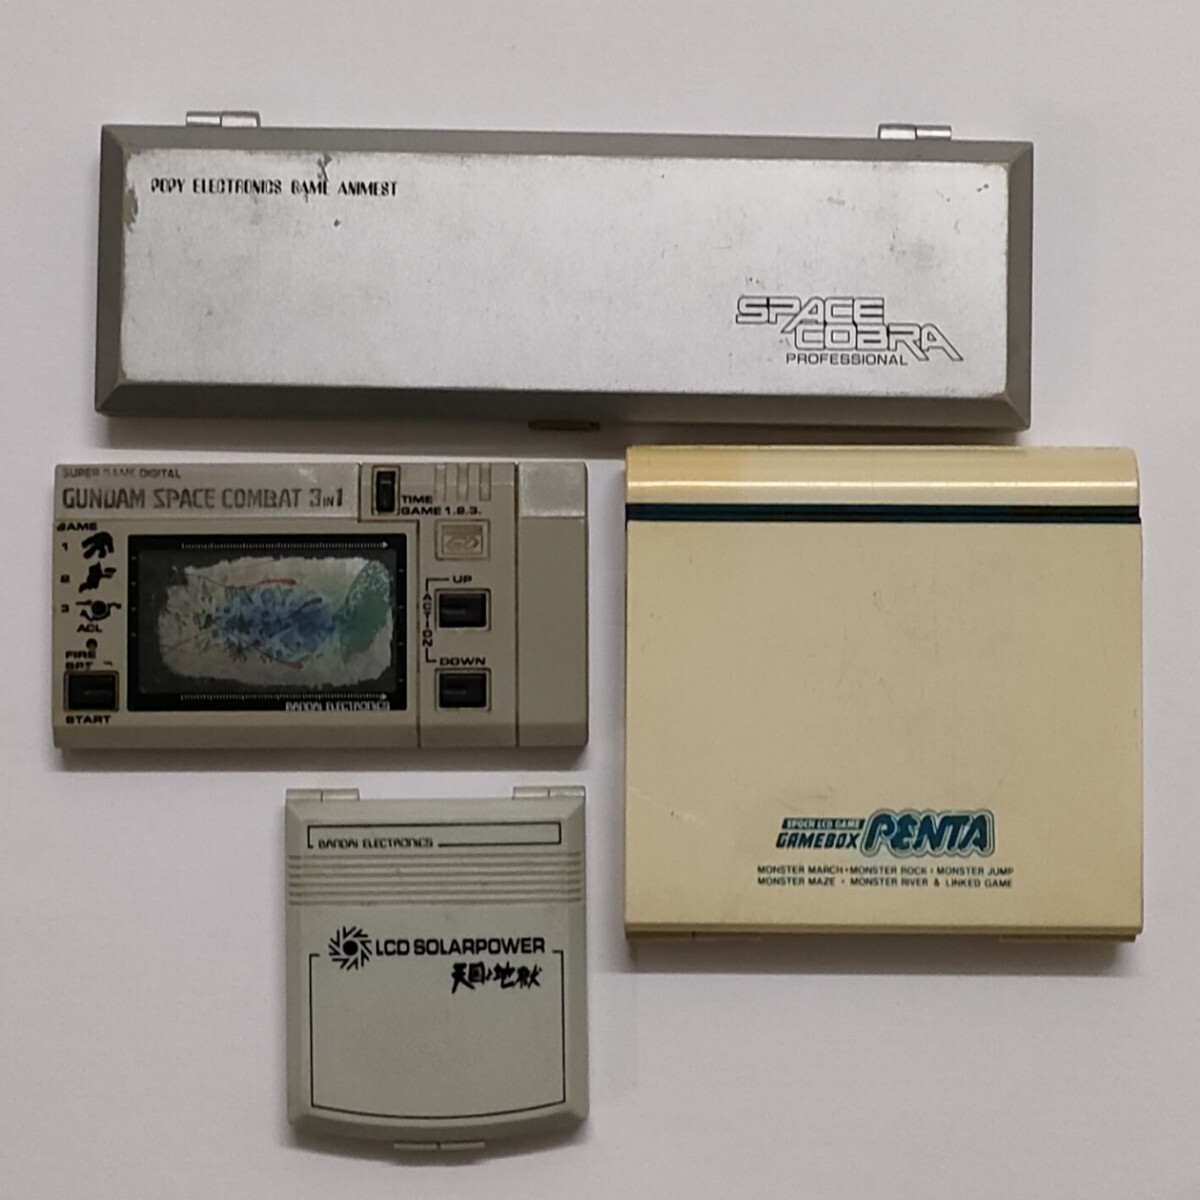 POPY ELECTRONICS GAME ANIMEST
SPACE
COBRA
PROFESSIONAL
SUPER GAME DIGITAL
GUNDAM SPACE COMBAT 3 IN 1
TIME
GAME 1.2.3.
GAME
1
2
3
ACL
FIRE
START
UP
ACTION
DOWN
BANDAI ELECTRONICS
EPOCH LCD GAME
GAMEBOX PENTA
MONSTER MARCH • MONSTER ROCK • MONSTER JUMP
MONSTER MAZE • MONSTER RIVER & LINKED GAME
BANDAI ELECTRONICS
LCD SOLARPOWER
天国ト地獄